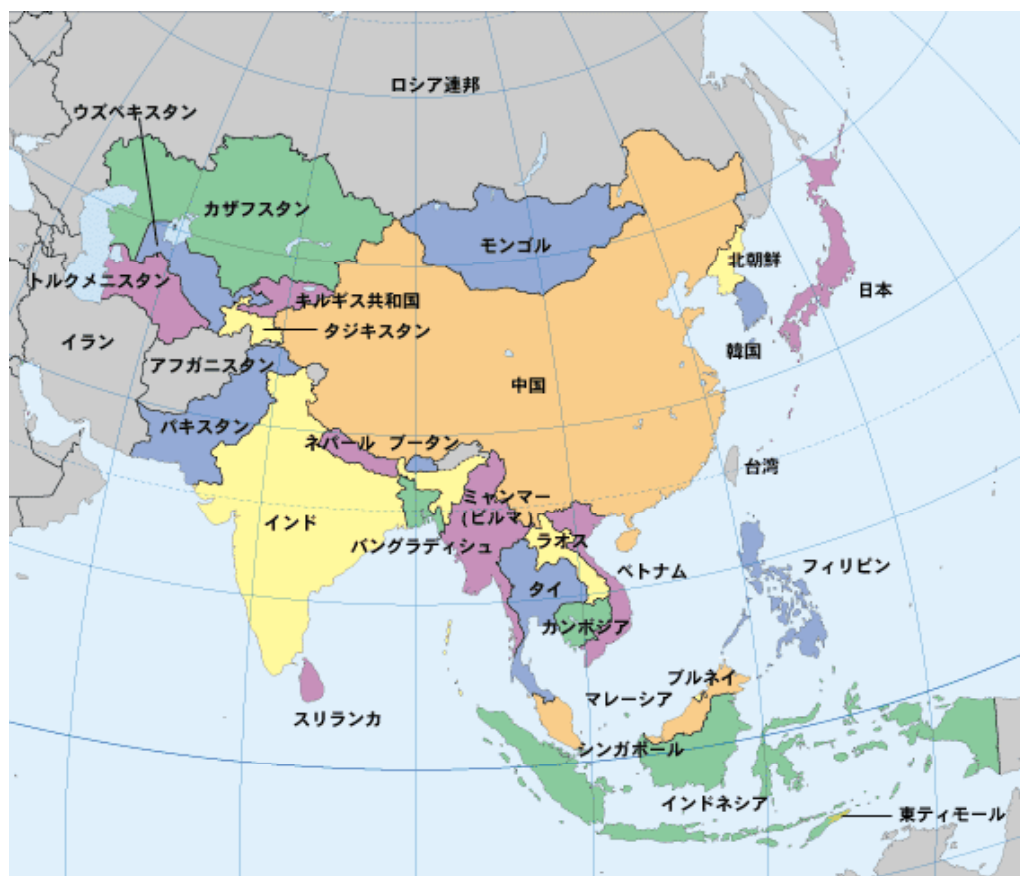 ロシア連邦
ウズベキスタン
カザフスタン
モンゴル
北朝鮮
トルクメニスタン
日本
キルギス共和国
タジキスタン
イラン
韓国
アフガニスタン
中国
パキスタン
ネパール
ブータン
台湾
ミャンマー
(ビルマ)
インド
ラオス
バングラディシュ
フィリピン
ベトナム
タイ
カンボジア
ブルネイ
マレーシア
スリランカ
シンガポール
インドネシア
東ティモール